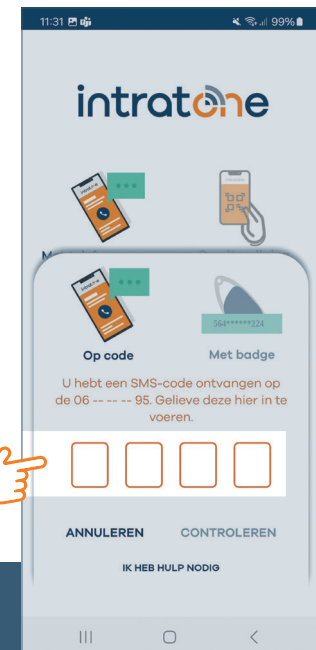 11:31 99%
intratone
Op code Met badge
364******224
U hebt een SMS-code ontvangen op
de 06 -- -- -- 95. Gelieve deze hier in te
voeren.
ANNULEREN CONTROLEREN
IK HEB HULP NODIG